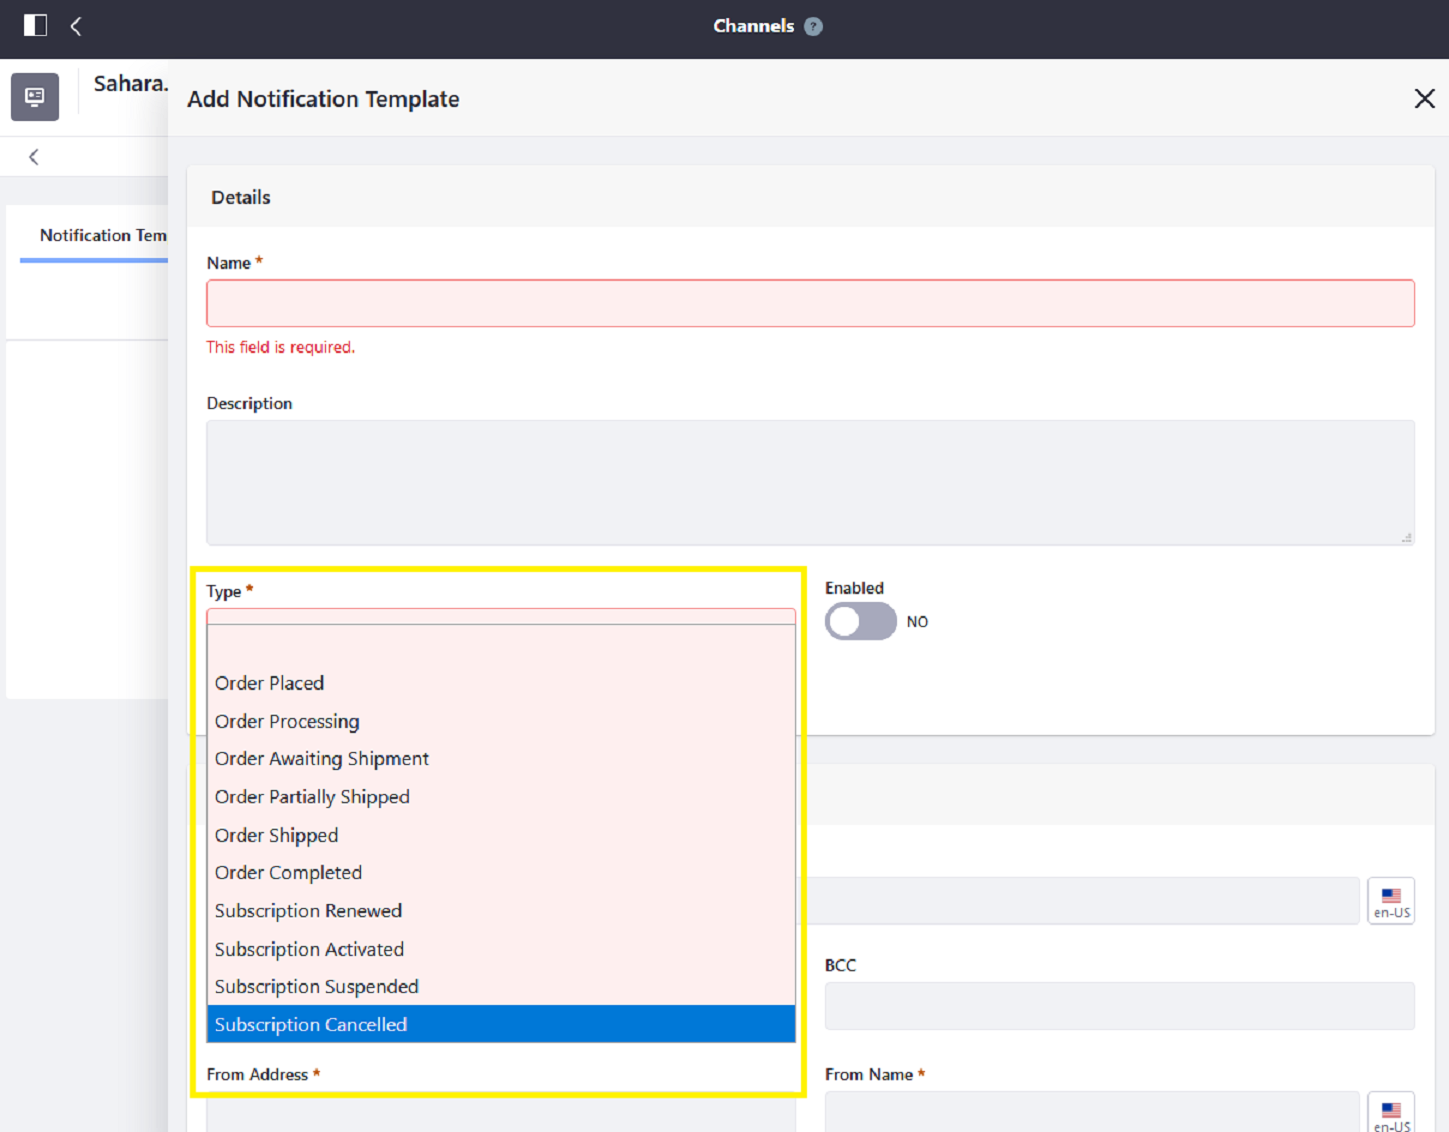 Channels ?
Sahara.
Add Notification Template
Details
Notification Tem
Name *
This field is required.
Description
Type *
Enabled
NO
Order Placed
Order Processing
Order Awaiting Shipment
Order Partially Shipped
Order Shipped
Order Completed
Subscription Renewed
Subscription Activated
Subscription Suspended
Subscription Cancelled
en-US
BCC
From Address *
From Name *
en-US